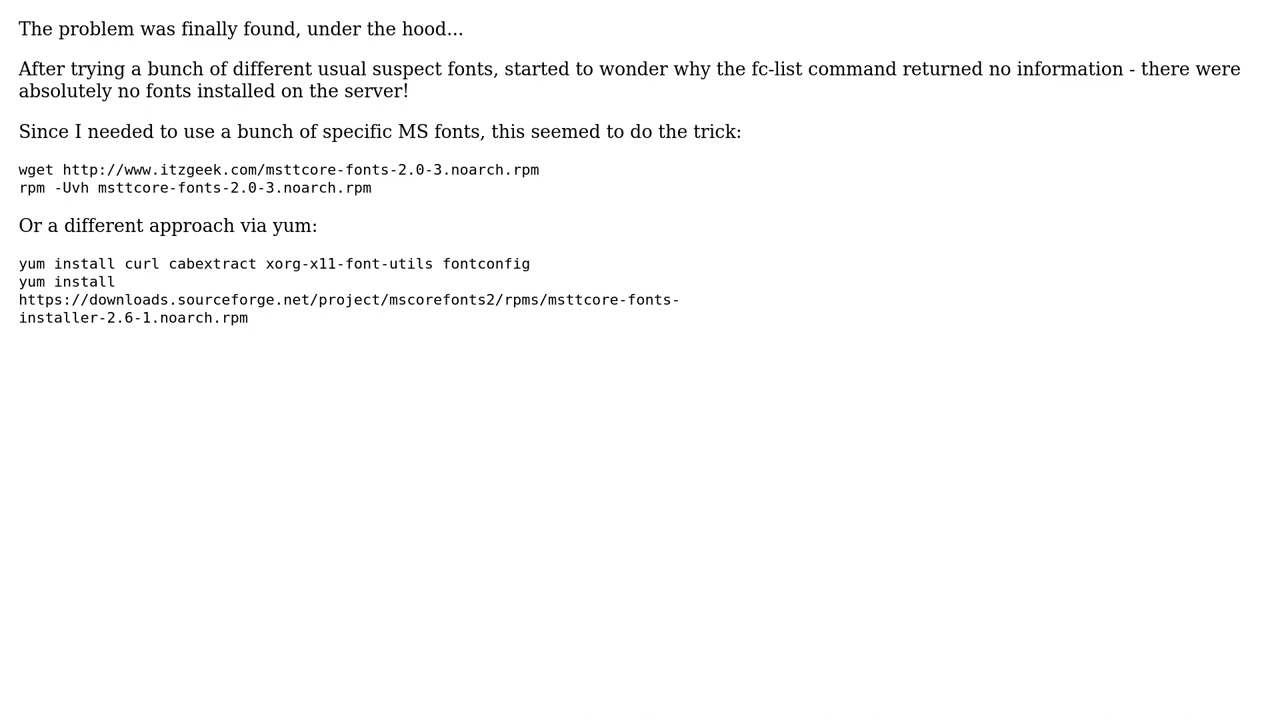 The problem was finally found, under the hood...
After trying a bunch of different usual suspect fonts, started to wonder why the fc-list command returned no information - there were
absolutely no fonts installed on the server!
Since I needed to use a bunch of specific MS fonts, this seemed to do the trick:
wget http://www.itzgeek.com/msttcore-fonts-2.0-3.noarch.rpm
rpm -Uvh msttcore-fonts-2.0-3.noarch.rpm
Or a different approach via yum:
yum install curl cabextract xorg-x11-font-utils fontconfig
yum install
https://downloads.sourceforge.net/project/mscorefonts2/rpms/msttcore-fonts-
installer-2.6-1.noarch.rpm